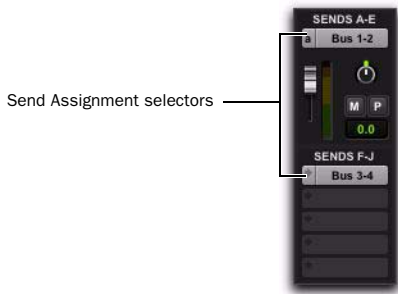 SENDS A-E
a Bus 1-2
Send Assignment selectors
M P
0.0
SENDS F-J
Bus 3-4